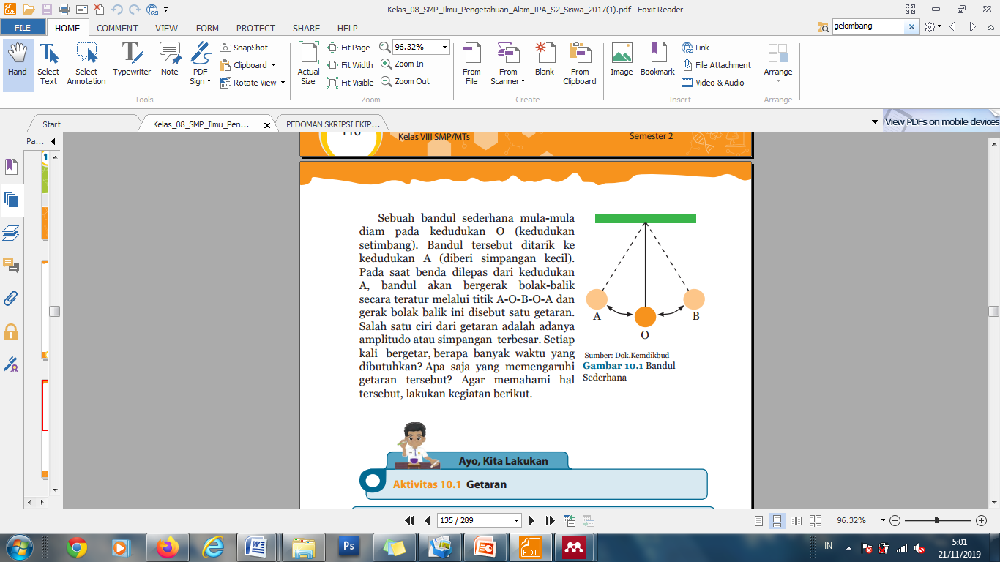 Kelas_08_SMP_Ilmu_Pengetahuan_Alam_IPA_S2_Siswa_2017(1).pdf - Foxit Reader
FILE
HOME
COMMENT
VIEW
FORM
PROTECT
SHARE
HELP
gelombang
Hand
Select
Text
Select
Annotation
Typewriter
Note
PDF
Sign
SnapShot
Clipboard
Rotate View
Tools
Actual
Size
Fit Page
Fit Width
Fit Visible
96.32%
Zoom In
Zoom Out
Zoom
From
File
From
Scanner
Blank
From
Clipboard
Create
Image
Bookmark
Link
File Attachment
Video & Audio
Insert
Arrange
Arrange
Start
Kelas_08_SMP_Ilmu_Pen...
PEDOMAN SKRIPSI FKIP...
View PDFs on mobile devices
Pa...
Kelas VIII SMP/MTs
Semester 2
Sebuah bandul sederhana mula-mula
diam pada kedudukan O (kedudukan
setimbang). Bandul tersebut ditarik ke
kedudukan A (diberi simpangan kecil).
Pada saat benda dilepas dari kedudukan
A, bandul akan bergerak bolak-balik
secara teratur melalui titik A-O-B-O-A dan
gerak bolak balik ini disebut satu getaran.
Salah satu ciri dari getaran adalah adanya
amplitudo atau simpangan terbesar. Setiap
kali bergetar, berapa banyak waktu yang
dibutuhkan? Apa saja yang memengaruhi
getaran tersebut? Agar memahami hal
tersebut, lakukan kegiatan berikut.
A
B
O
Sumber: Dok.Kemdikbud
Gambar 10.1 Bandul
Sederhana
Ayo, Kita Lakukan
Aktivitas 10.1 Getaran
135 / 289
96.32%
Ps
PDF
IN
5:01
21/11/2019